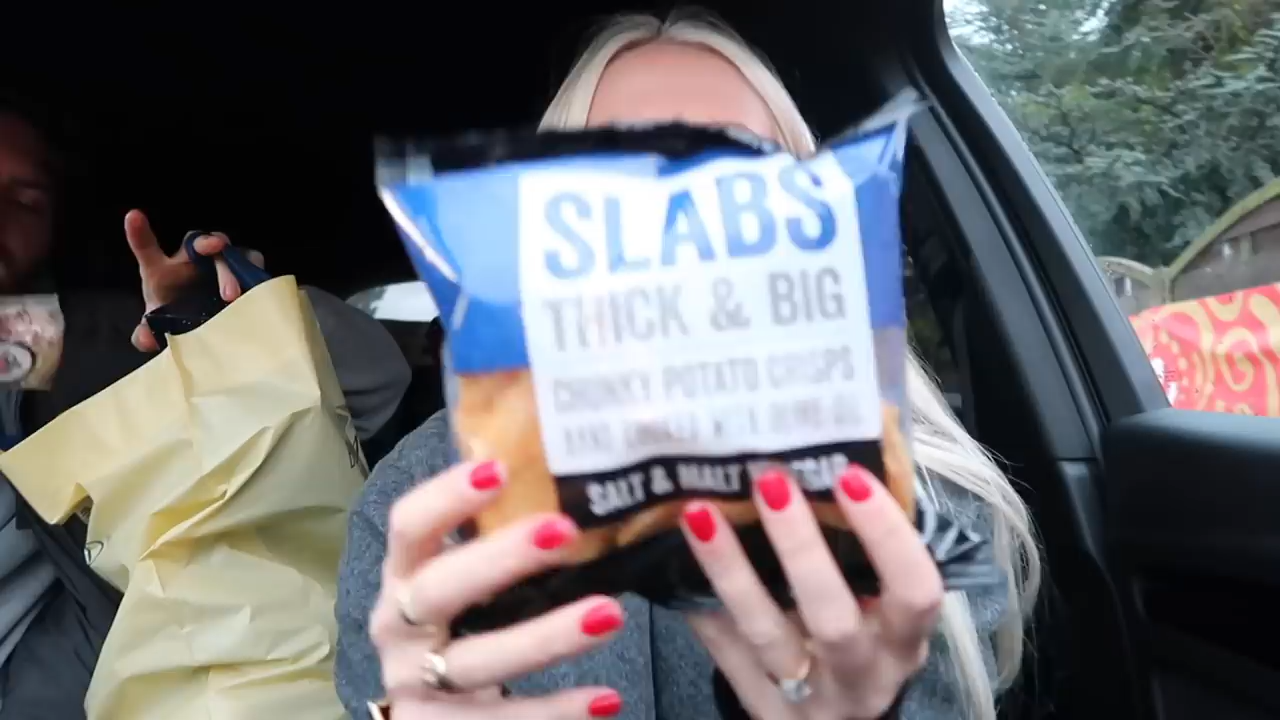 SLABS
THICK & BIG
CHUNKY POTATO CRISPS
SALT & MALT VINEGAR